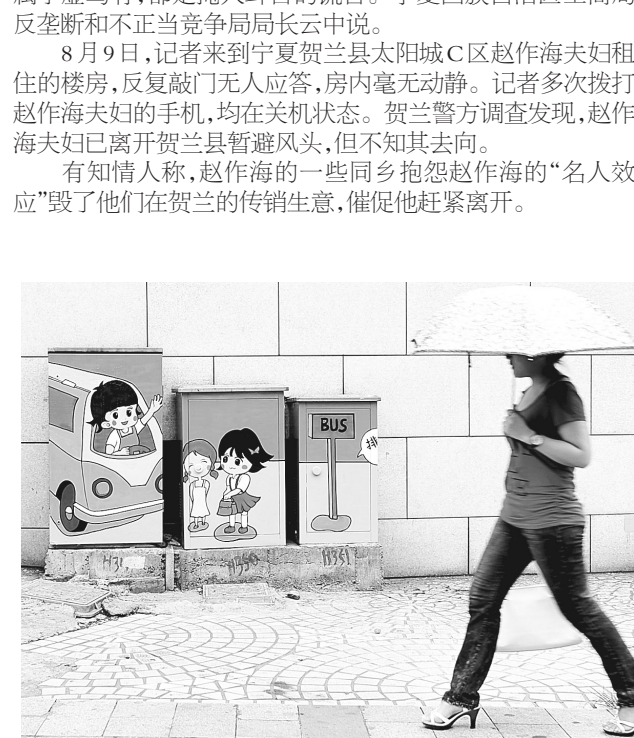 反垄断和不正当竞争局局长云中说。
8月9日,记者来到宁夏贺兰县太阳城C区赵作海夫妇租
住的楼房,反复敲门无人应答,房内毫无动静。记者多次拨打
赵作海夫妇的手机,均在关机状态。贺兰警方调查发现,赵作
海夫妇已离开贺兰县暂避风头,但不知其去向。
有知情人称,赵作海的一些同乡抱怨赵作海的“名人效
应”毁了他们在贺兰的传销生意,催促他赶紧离开。
BUS
H351